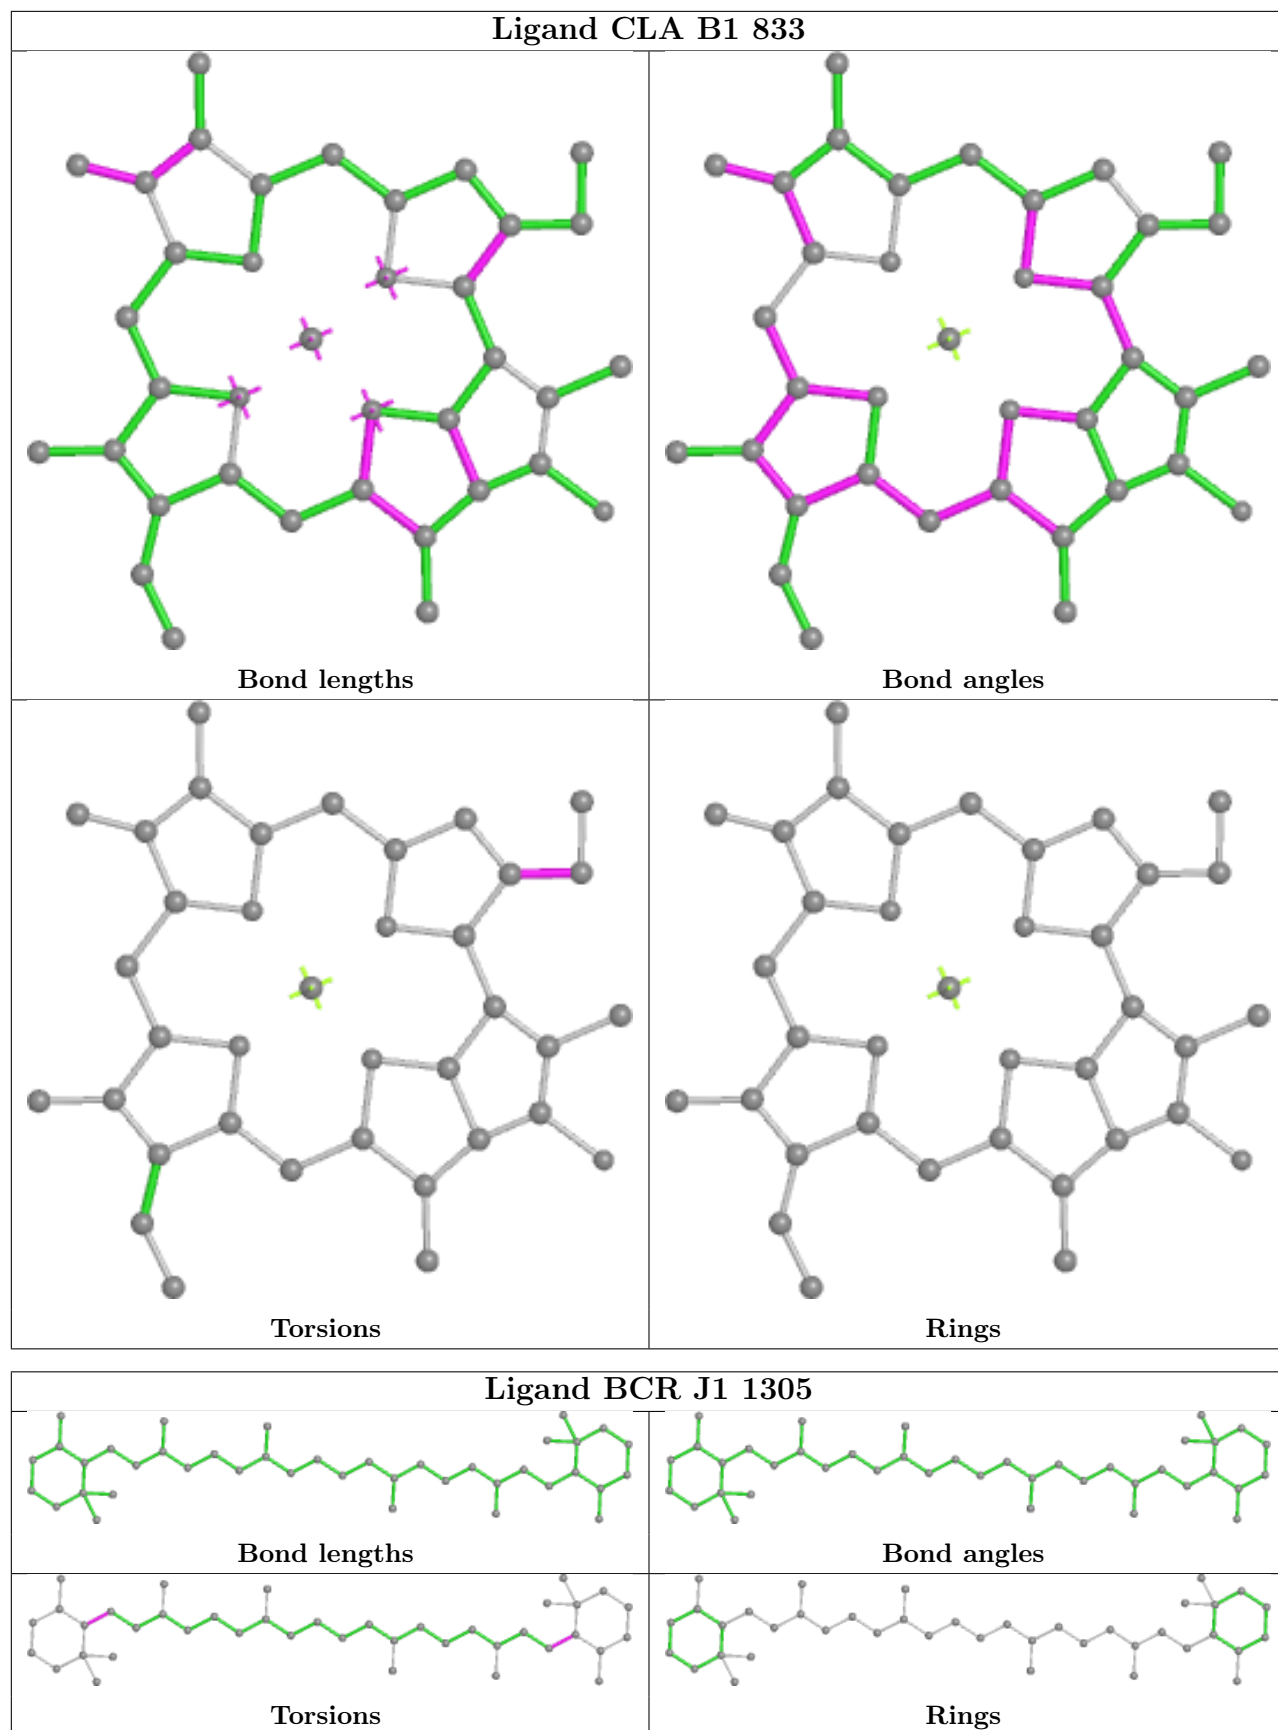 Ligand CLA B1 833
Bond lengths
Bond angles
Torsions
Rings
Ligand BCR J1 1305
Bond lengths
Bond angles
Torsions
Rings